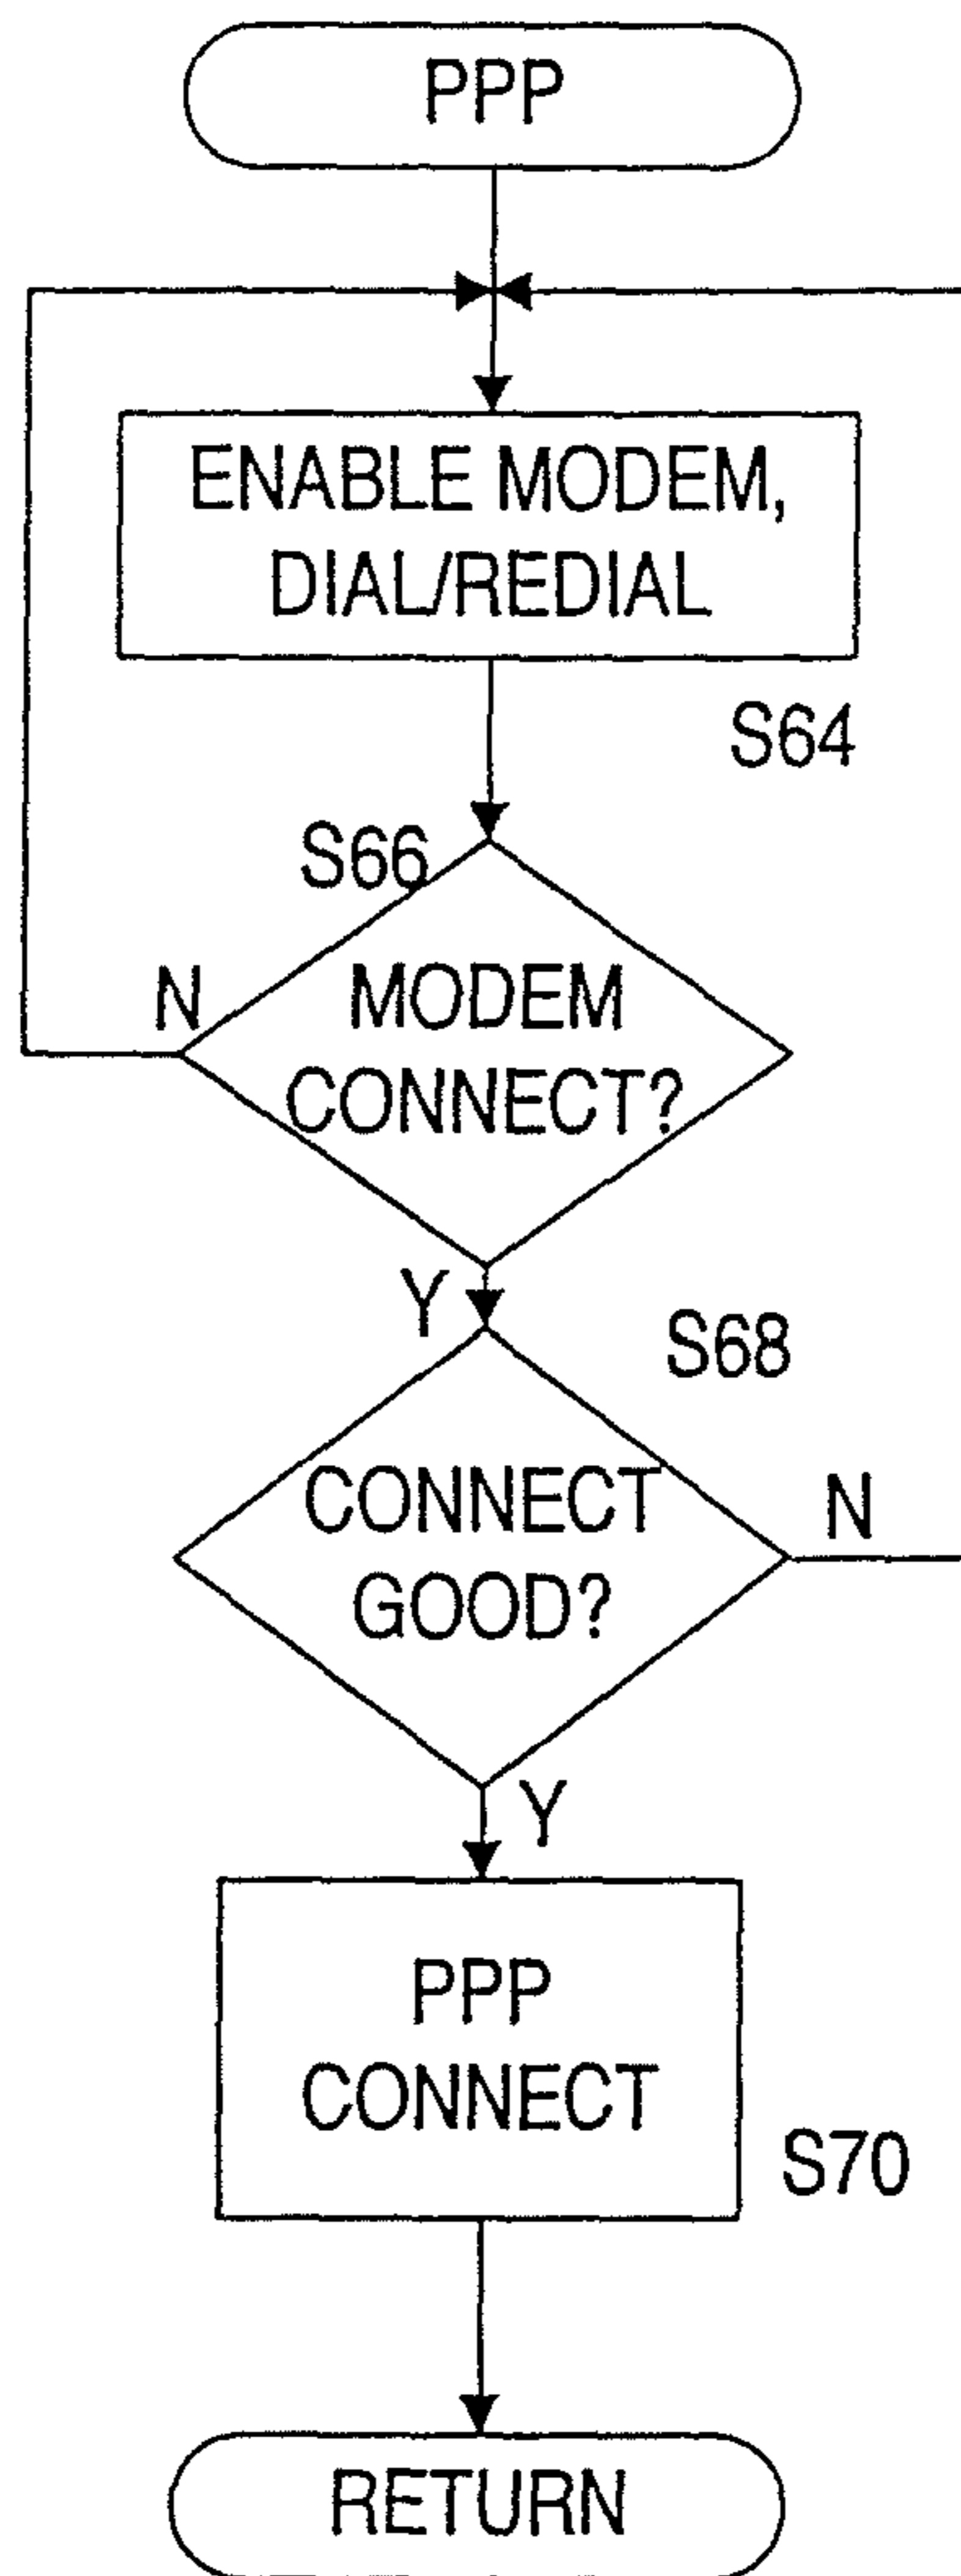 PPP
ENABLE MODEM,
DIAL/REDIAL
S64
S66
N
MODEM
CONNECT?
Y
S68
CONNECT
GOOD?
N
Y
PPP
CONNECT
S70
RETURN